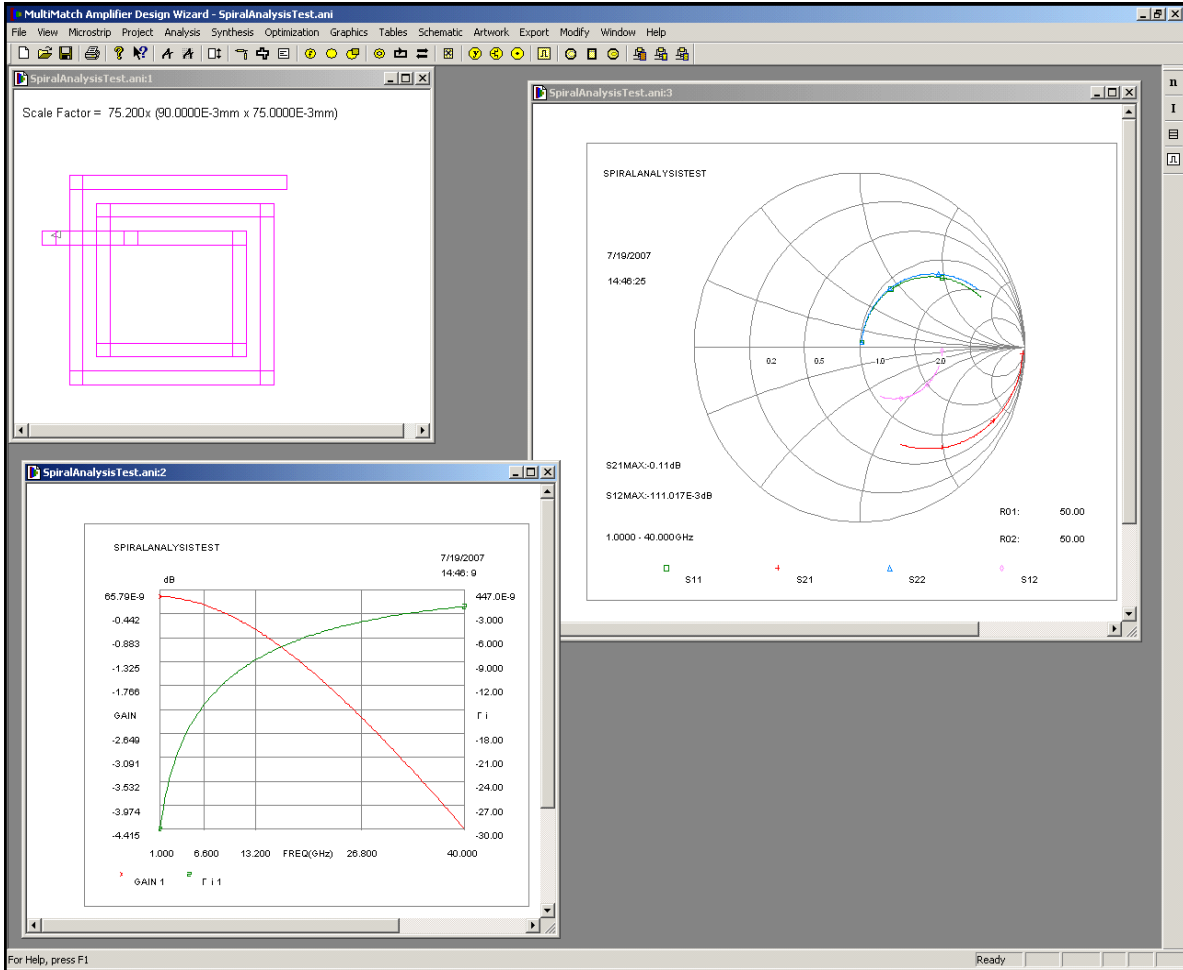 MultiMatch Amplifier Design Wizard - SpiralAnalysisTest.ani
File View Microstrip Project Analysis Synthesis Optimization Graphics Tables Schematic Artwork Export Modify Window Help
SpiralAnalysisTest.ani:1
Scale Factor = 75.200x (90.0000E-3mm x 75.0000E-3mm)
SpiralAnalysisTest.ani:3
SPIRALANALYSISTEST
7/19/2007
14:46:25
0.2 0.5 1.0 2.0
S21MAX:-0.11dB
S12MAX:-111.017E-3dB
R01: 50.00
1.0000 - 40.000GHz
R02: 50.00
S11 S21 S22 S12
SpiralAnalysisTest.ani:2
SPIRALANALYSISTEST
7/19/2007
14:46: 9
dB
65.79E-9 447.0E-9
-0.442 -3.000
-0.883 -6.000
-1.325 -9.000
-1.766 -12.00
GAIN Γ i
-2.649 -18.00
-3.091 -21.00
-3.532 -24.00
-3.974 -27.00
-4.415 -30.00
1.000 6.600 13.200 FREQ(GHz) 26.800 40.000
GAIN 1 Γ i 1
n
I
For Help, press F1
Ready